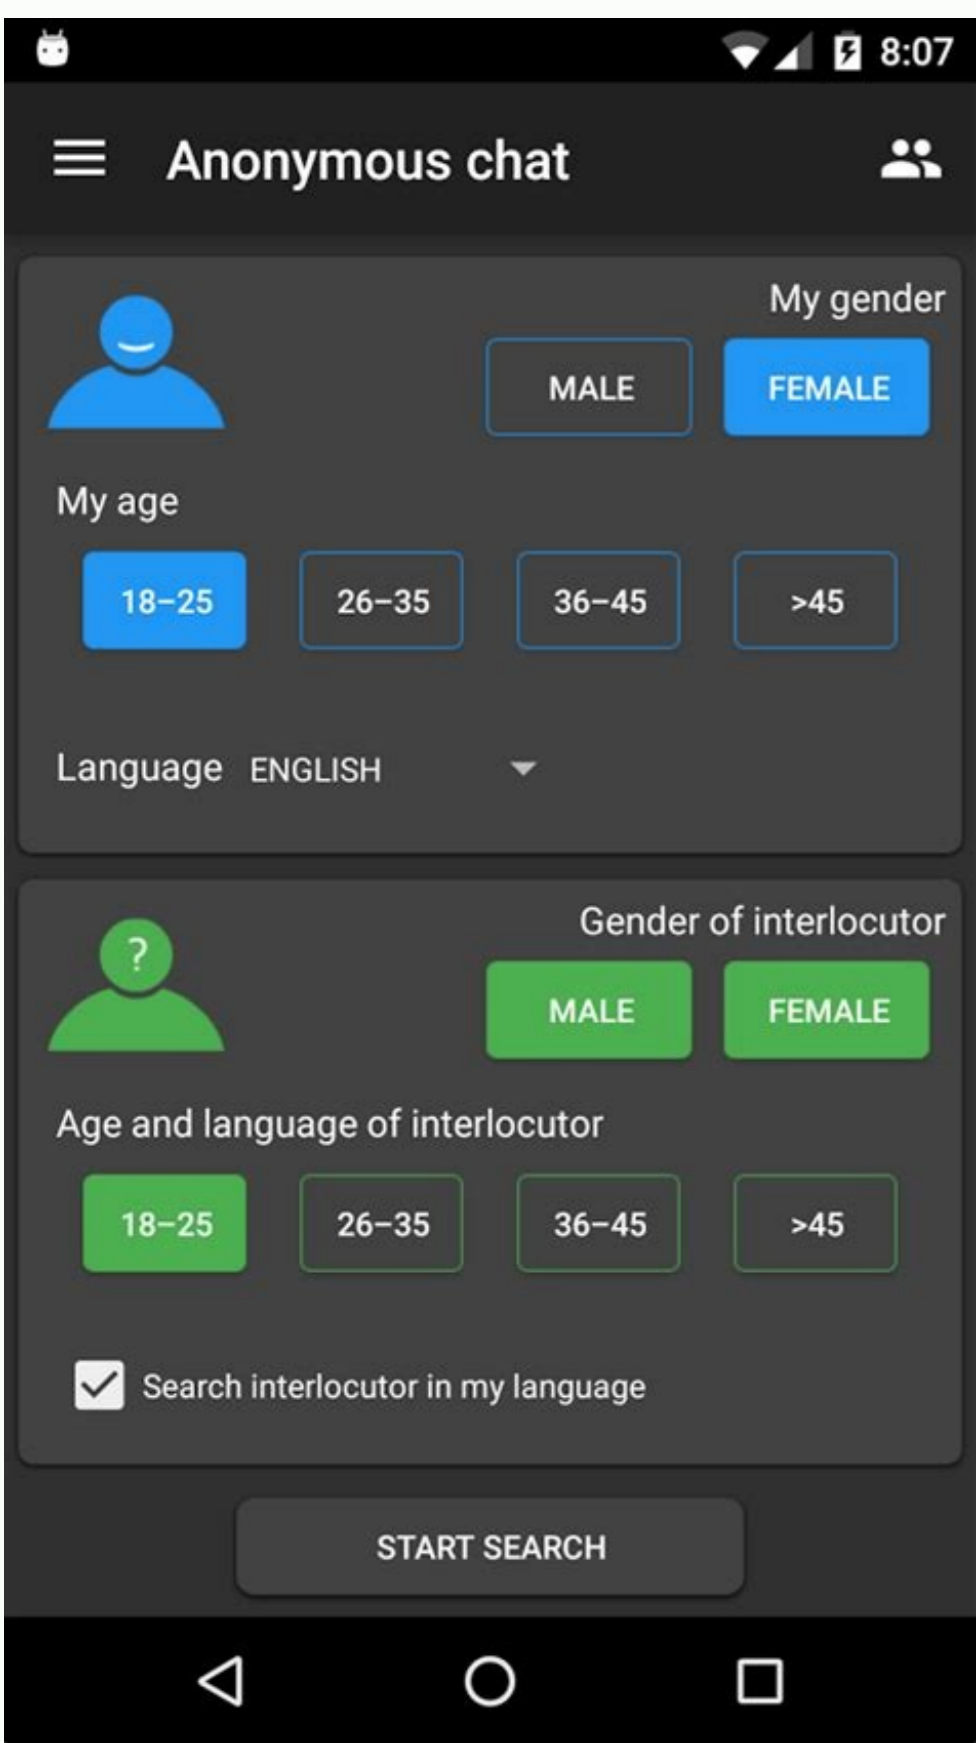 8:07
Anonymous chat
My gender
MALE FEMALE
My age
18–25 26–35 36–45 >45
Language ENGLISH
?
Gender of interlocutor
MALE FEMALE
Age and language of interlocutor
18–25 26–35 36–45 >45
Search interlocutor in my language
START SEARCH